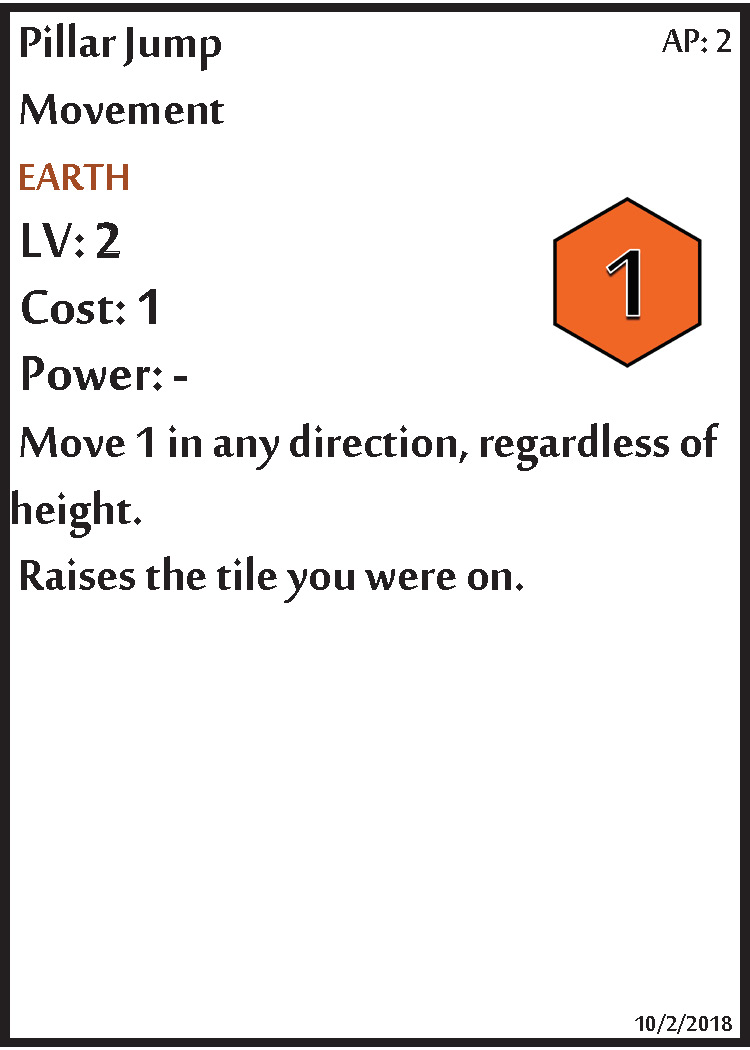 Pillar Jump
AP: 2
Movement
EARTH
LV: 2
Cost: 1
1
Power: -
Move 1 in any direction, regardless of
height.
Raises the tile you were on.
10/2/2018